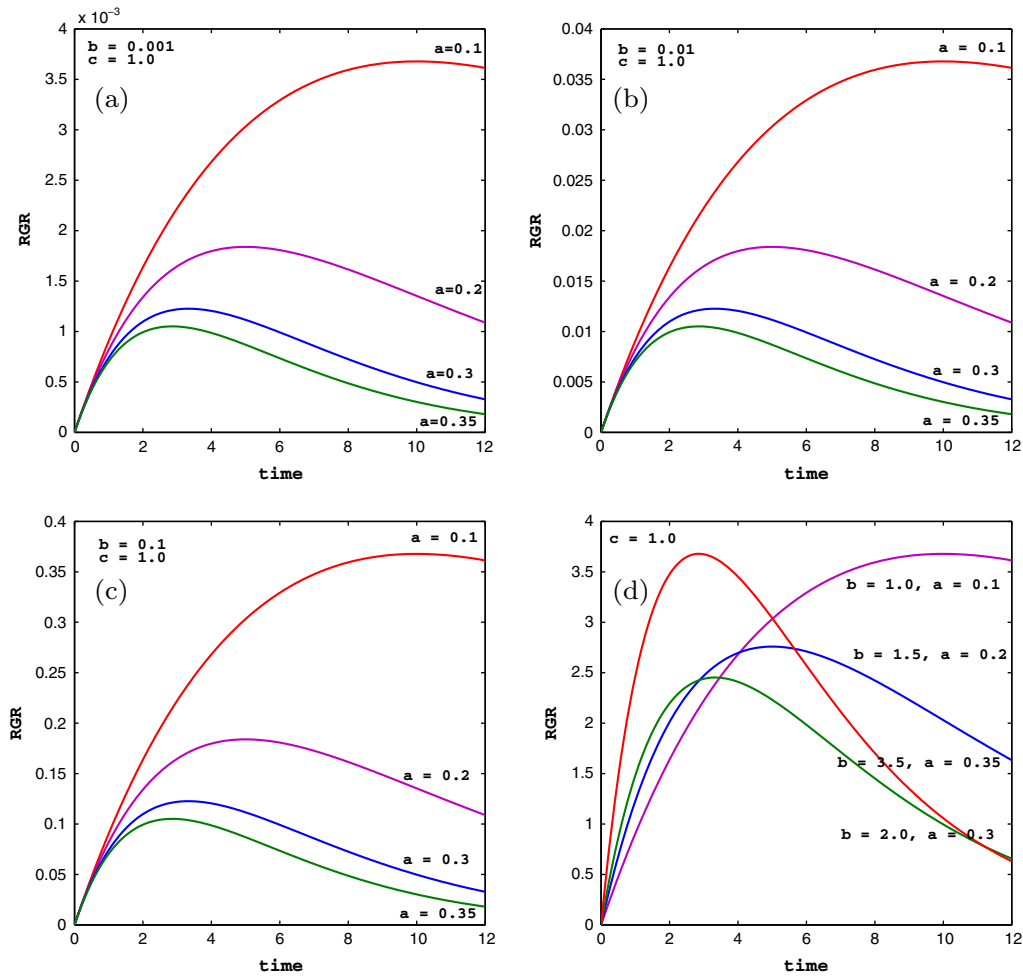 x 10⁻³
4
3.5
3
2.5
2
1.5
1
0.5
0
0 2 4 6 8 10 12
RGR
time
b = 0.001
c = 1.0
(a)
a=0.1
a=0.2
a=0.3
a=0.35
0.04
0.035
0.03
0.025
0.02
0.015
0.01
0.005
0
0 2 4 6 8 10 12
RGR
time
b = 0.01
c = 1.0
(b)
a = 0.1
a = 0.2
a = 0.3
a = 0.35
0.4
0.35
0.3
0.25
0.2
0.15
0.1
0.05
0
0 2 4 6 8 10 12
RGR
time
b = 0.1
c = 1.0
(c)
a = 0.1
a = 0.2
a = 0.3
a = 0.35
4
3.5
3
2.5
2
1.5
1
0.5
0
0 2 4 6 8 10 12
RGR
time
c = 1.0
(d)
b = 1.0, a = 0.1
b = 1.5, a = 0.2
b = 3.5, a = 0.35
b = 2.0, a = 0.3